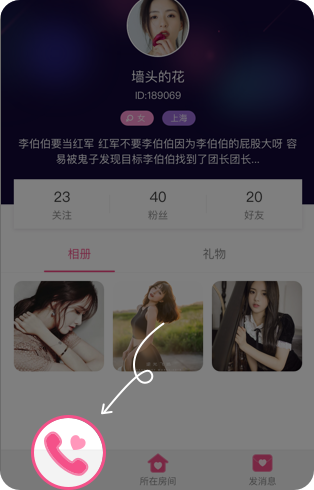 墙头的花
ID:189069
女 上海
李伯伯要当红军 红军不要李伯伯因为李伯伯的屁股大呀 容
易被鬼子发现目标李伯伯找到了团长团长...
23 40 20
关注 粉丝 好友
相册 礼物
所在房间 发消息